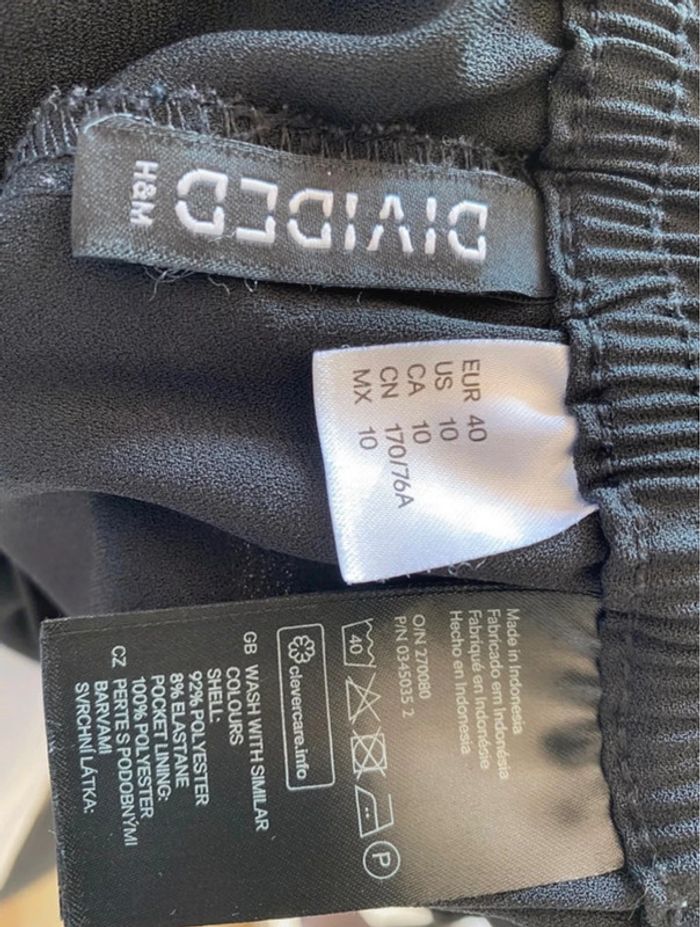 DIVIDED
H&M
EUR 40
US 10
CA 10
CN 170/76A
MX 10
Made in Indonesia
Fabricado em Indonésia
Fabriqué en Indonésie
Hecho en Indonesia
O/N 270080
P/N 0345035 2
40
P
clevercare.info
GB WASH WITH SIMILAR
COLOURS
SHELL:
92% POLYESTER
8% ELASTANE
POCKET LINING:
100% POLYESTER
CZ PERTE S PODOBNÝMI
BARVAMI
SVRCHNÍ LÁTKA: